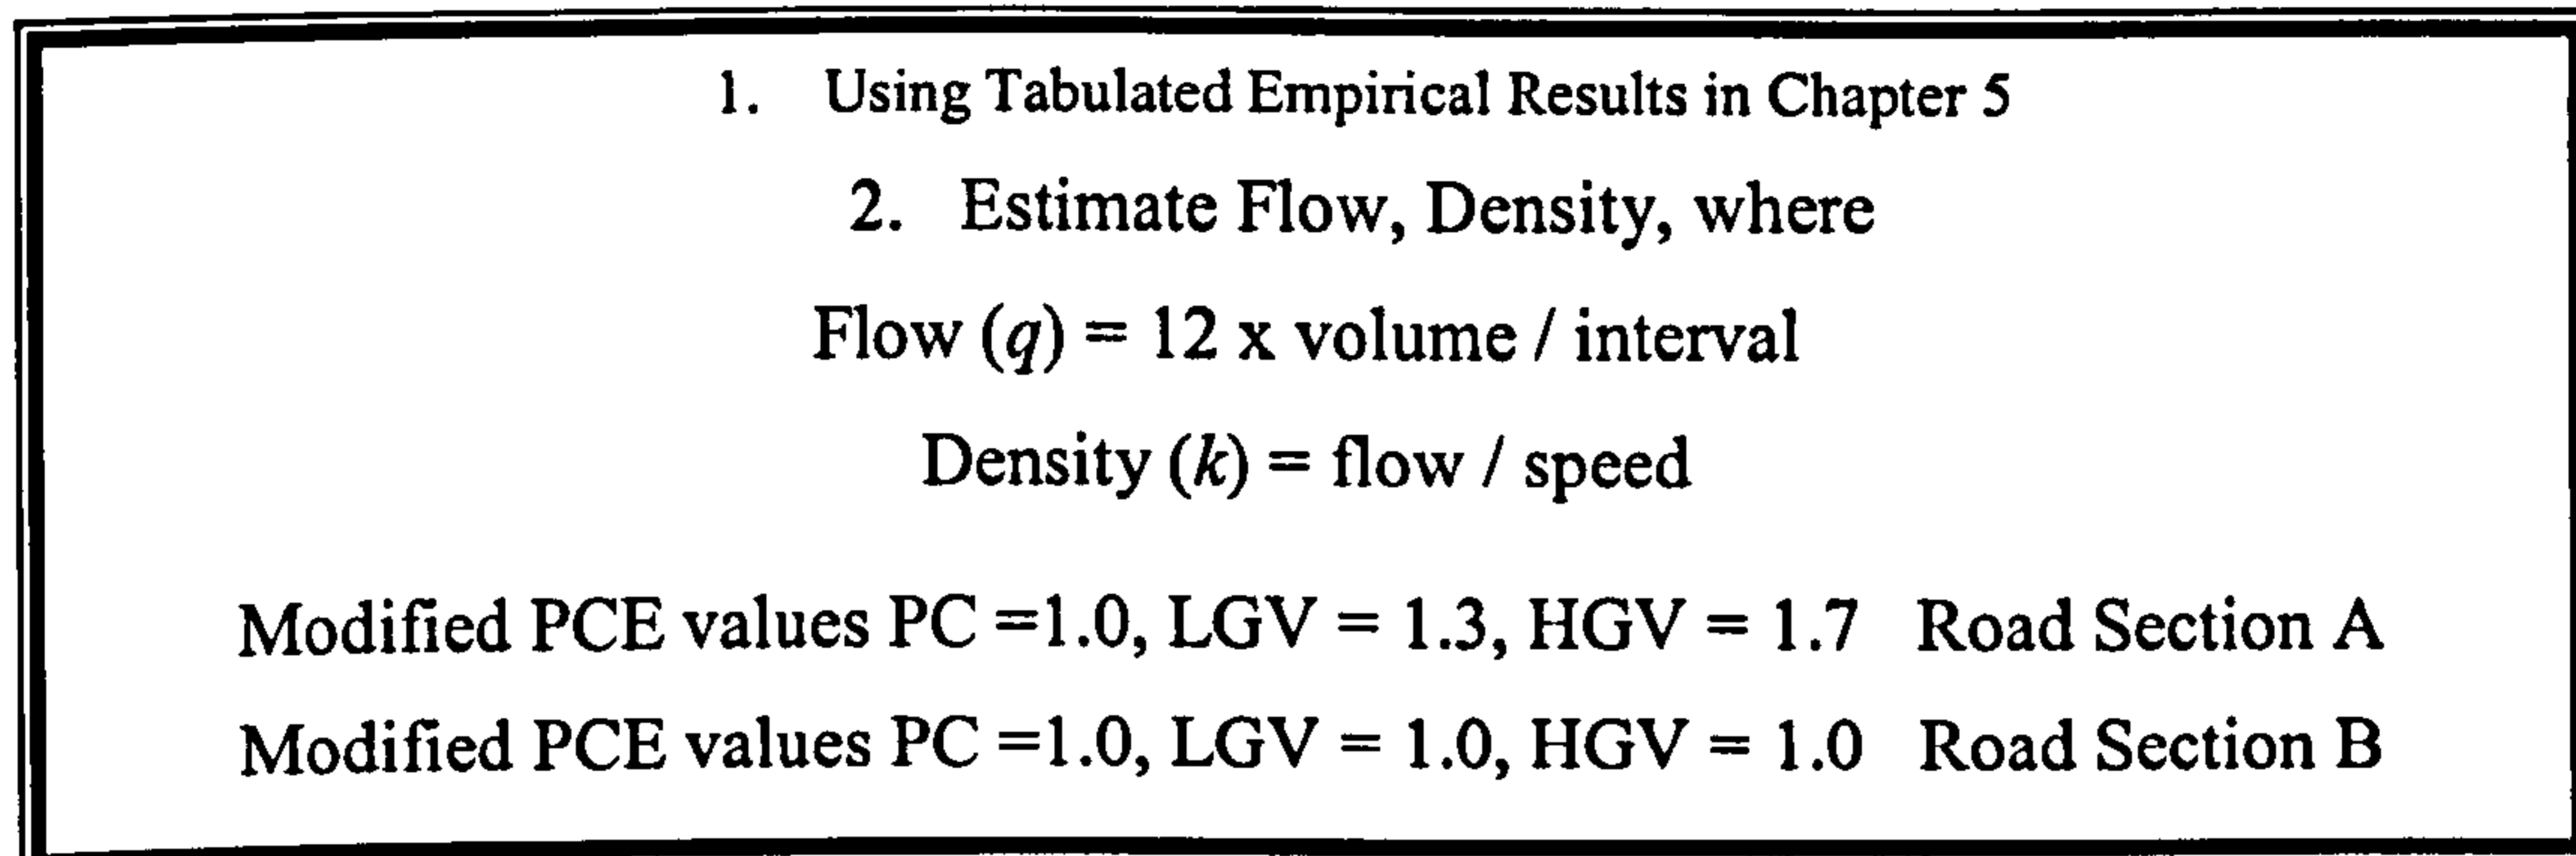 1. Using Tabulated Empirical Results in Chapter 5
2. Estimate Flow, Density, where
Flow (q) = 12 x volume / interval
Density (k) = flow / speed
Modified PCE values PC =1.0, LGV = 1.3, HGV = 1.7 Road Section A
Modified PCE values PC =1.0, LGV = 1.0, HGV = 1.0 Road Section B